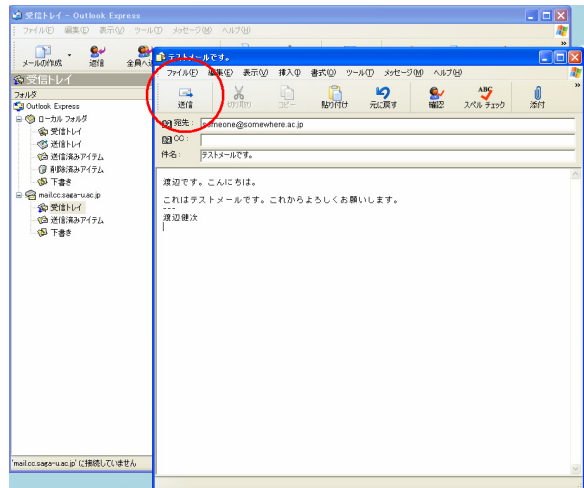 受信トレイ - Outlook Express
ファイル(F) 編集(E) 表示(V) ツール(T) メッセージ(M) ヘルプ(H)
メールの作成 返信
受信トレイ
フォルダ
Outlook Express
ローカル フォルダ
受信トレイ
送信トレイ
送信済みアイテム
削除済みアイテム
下書き
mail.cc.saga-u.ac.jp
受信トレイ
送信済みアイテム
下書き
'mail.cc.saga-u.ac.jp' に接続していません
テストメールです。
ファイル(F) 編集(E) 表示(V) 挿入(I) 書式(O) ツール(T) メッセージ(M) ヘルプ(H)
送信 切り取り コピー 貼り付け 元に戻す 確認 スペル チェック 添付
宛先: someone@somewhere.ac.jp
CC:
件名: テストメールです。
渡辺です。こんにちは。
これはテストメールです。これからよろしくお願いします。
---
渡辺健次